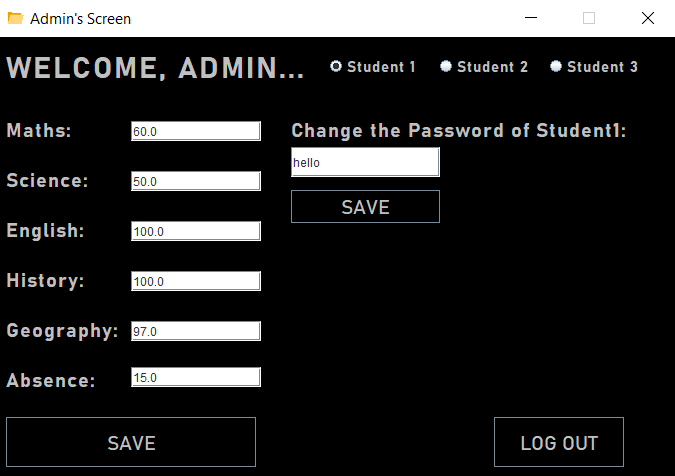 Admin's Screen
WELCOME, ADMIN...
Student 1
Student 2
Student 3
Maths:
60.0
Science:
50.0
English:
100.0
History:
100.0
Geography:
97.0
Absence:
15.0
SAVE
Change the Password of Student1:
hello
SAVE
LOG OUT